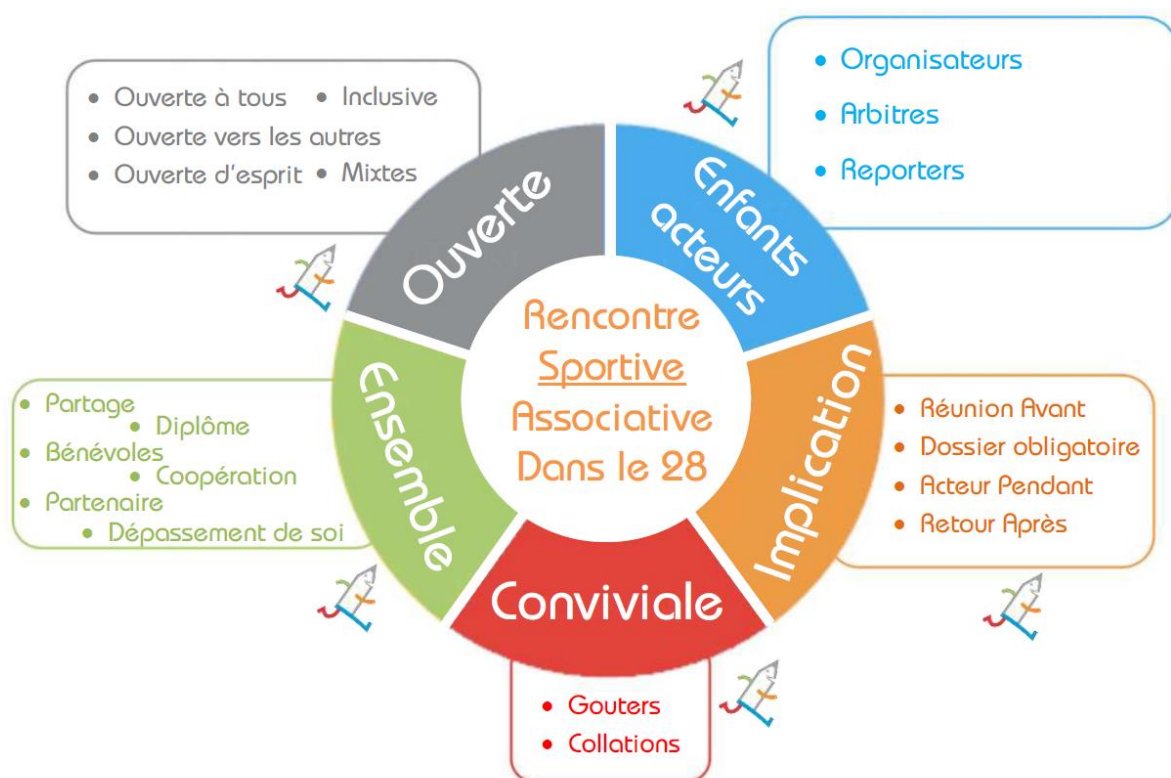 • Ouverte à tous • Inclusive
• Ouverte vers les autres
• Ouverte d'esprit • Mixtes
Ouverte
• Organisateurs
• Arbitres
• Reporters
Enfants
acteurs
Rencontre
Sportive
Associative
Dans le 28
Ensemble
• Partage
• Diplôme
• Bénévoles
• Coopération
• Partenaire
• Dépassement de soi
Implication
• Réunion Avant
• Dossier obligatoire
• Acteur Pendant
• Retour Après
Conviviale
• Gouters
• Collations